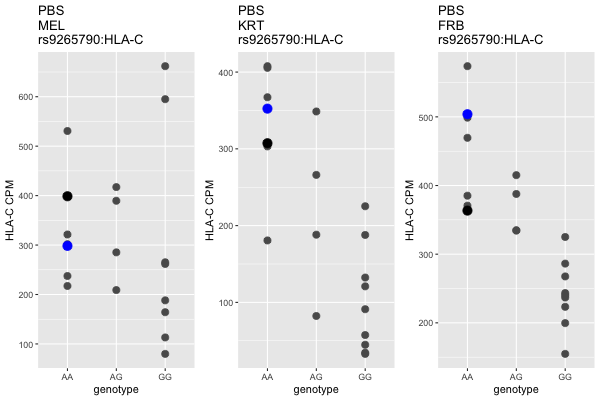 PBS
MEL
rs9265790:HLA-C
HLA-C CPM
600
500
400
300
200
100
AA
AG
GG
genotype
PBS
KRT
rs9265790:HLA-C
HLA-C CPM
400
300
200
100
AA
AG
GG
genotype
PBS
FRB
rs9265790:HLA-C
HLA-C CPM
500
400
300
200
AA
AG
GG
genotype